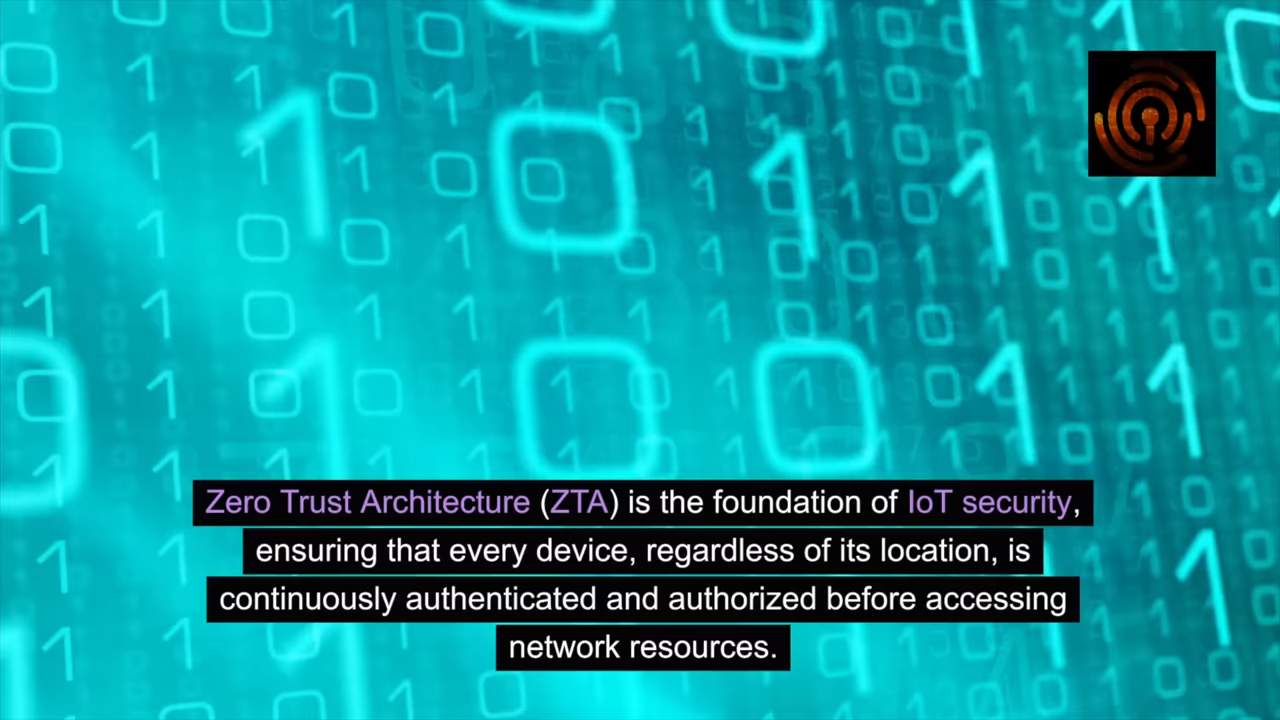 Zero Trust Architecture (ZTA) is the foundation of IoT security,
ensuring that every device, regardless of its location, is
continuously authenticated and authorized before accessing
network resources.